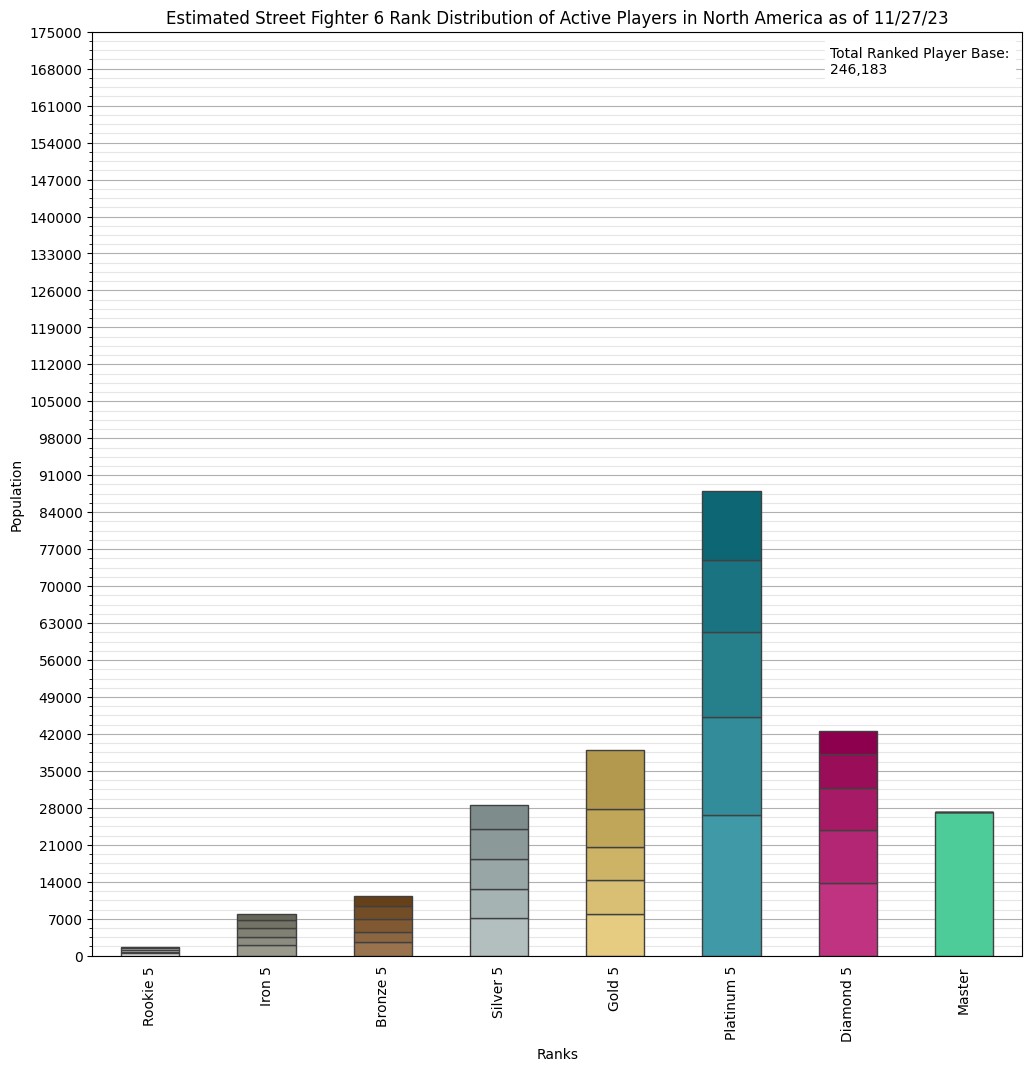 Estimated Street Fighter 6 Rank Distribution of Active Players in North America as of 11/27/23
Total Ranked Player Base:
246,183
Population
175000
168000
161000
154000
147000
140000
133000
126000
119000
112000
105000
98000
91000
84000
77000
70000
63000
56000
49000
42000
35000
28000
21000
14000
7000
0
Rookie 5
Iron 5
Bronze 5
Silver 5
Gold 5
Platinum 5
Diamond 5
Master
Ranks